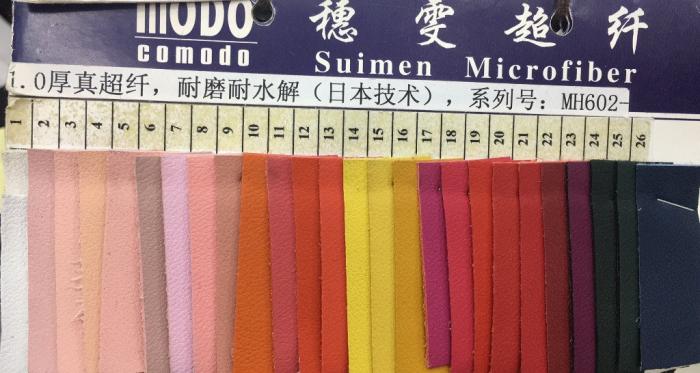 MODO
comodo
穗雯超纤
Suimen Microfiber
1.0厚真超纤，耐磨耐水解（日本技术），系列号：MH602-
1 2 3 4 5 6 7 8 9 10 11 12 13 14 15 16 17 18 19 20 21 22 23 24 25 26